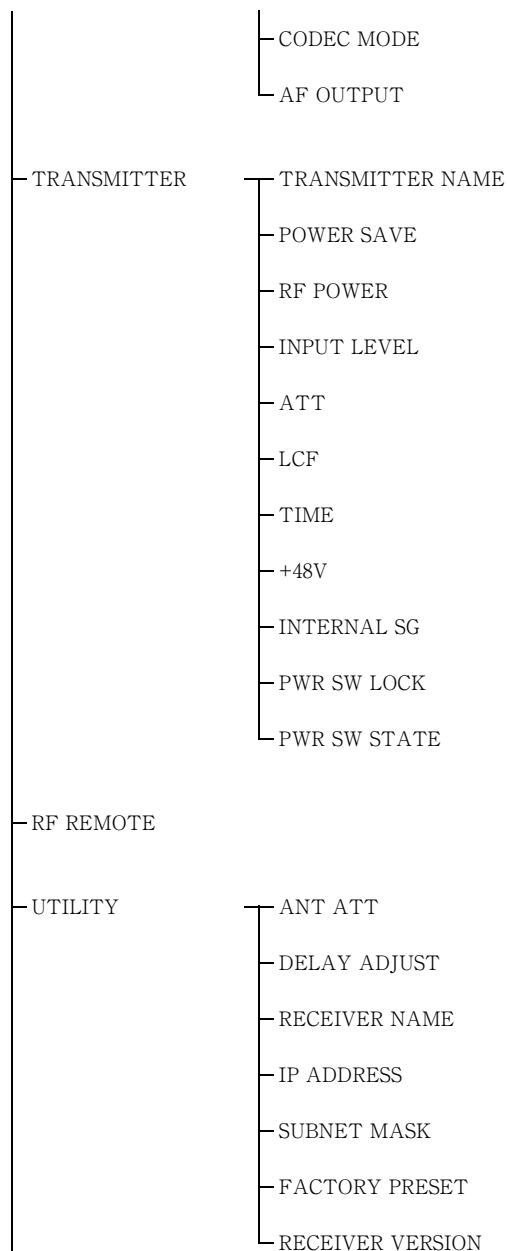 CODEC MODE
AF OUTPUT
TRANSMITTER
TRANSMITTER NAME
POWER SAVE
RF POWER
INPUT LEVEL
ATT
LCF
TIME
+48V
INTERNAL SG
PWR SW LOCK
PWR SW STATE
RF REMOTE
UTILITY
ANT ATT
DELAY ADJUST
RECEIVER NAME
IP ADDRESS
SUBNET MASK
FACTORY PRESET
RECEIVER VERSION